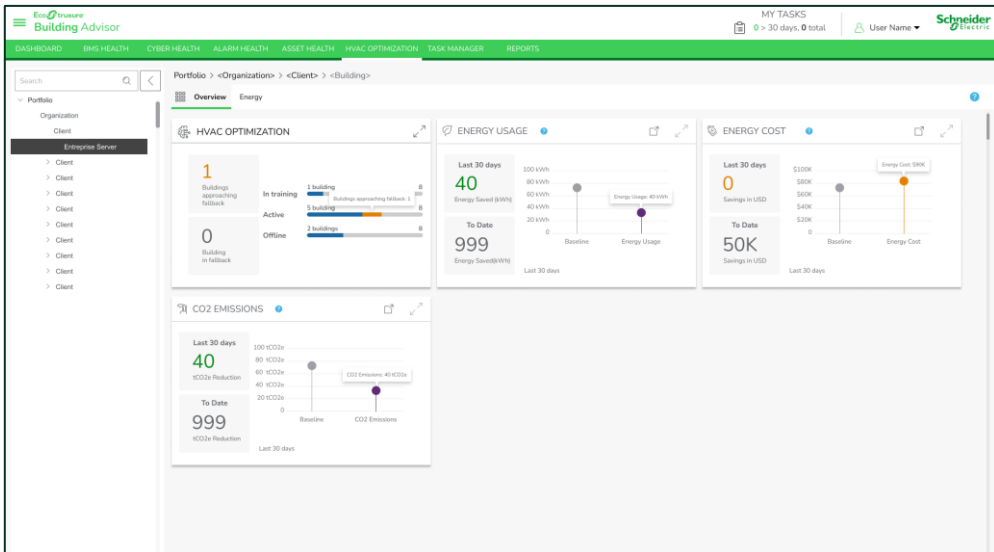 EcoStruxure
Building Advisor
MY TASKS
0 > 30 days, 0 total
User Name
Schneider
Electric
DASHBOARD BMS HEALTH CYBER HEALTH ALARM HEALTH ASSET HEALTH HVAC OPTIMIZATION TASK MANAGER REPORTS
Search
Portfolio
Organization
Client
Entreprise Server
Client
Client
Client
Client
Client
Client
Client
Client
Client
Portfolio > <Organization> > <Client> > <Building>
Overview Energy
HVAC OPTIMIZATION
1
Buildings
approaching
fallback
0
Building
in fallback
In training 1 building 8
Buildings approaching fallback: 1
Active 5 building 8
Offline 2 buildings 8
ENERGY USAGE
Last 30 days
40
Energy Saved (kWh)
To Date
999
Energy Saved(kWh)
100 kWh
80 kWh
60 kWh
40 kWh
20 kWh
0
Energy Usage: 40 kWh
Baseline Energy Usage
Last 30 days
ENERGY COST
Last 30 days
0
Savings in USD
To Date
50K
Savings in USD
$100K
$80K
$60K
$40K
$20K
0
Energy Cost: $80K
Baseline Energy Cost
Last 30 days
CO2 EMISSIONS
Last 30 days
40
tCO2e Reduction
To Date
999
tCO2e Reduction
100 tCO2e
80 tCO2e
60 tCO2e
40 tCO2e
20 tCO2e
0
CO2 Emissions: 40 tCO2e
Baseline CO2 Emissions
Last 30 days